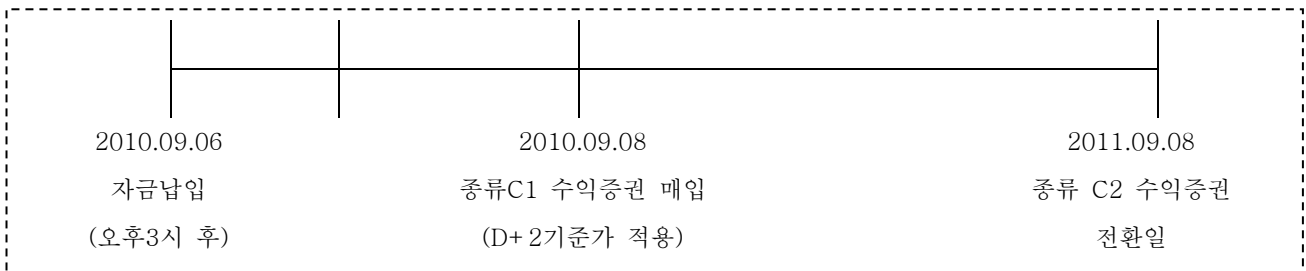 2010.09.06 2010.09.08 2011.09.08
자금납입 종류C1 수익증권 매입 종류 C2 수익증권
(오후3시 후) (D+2기준가 적용) 전환일